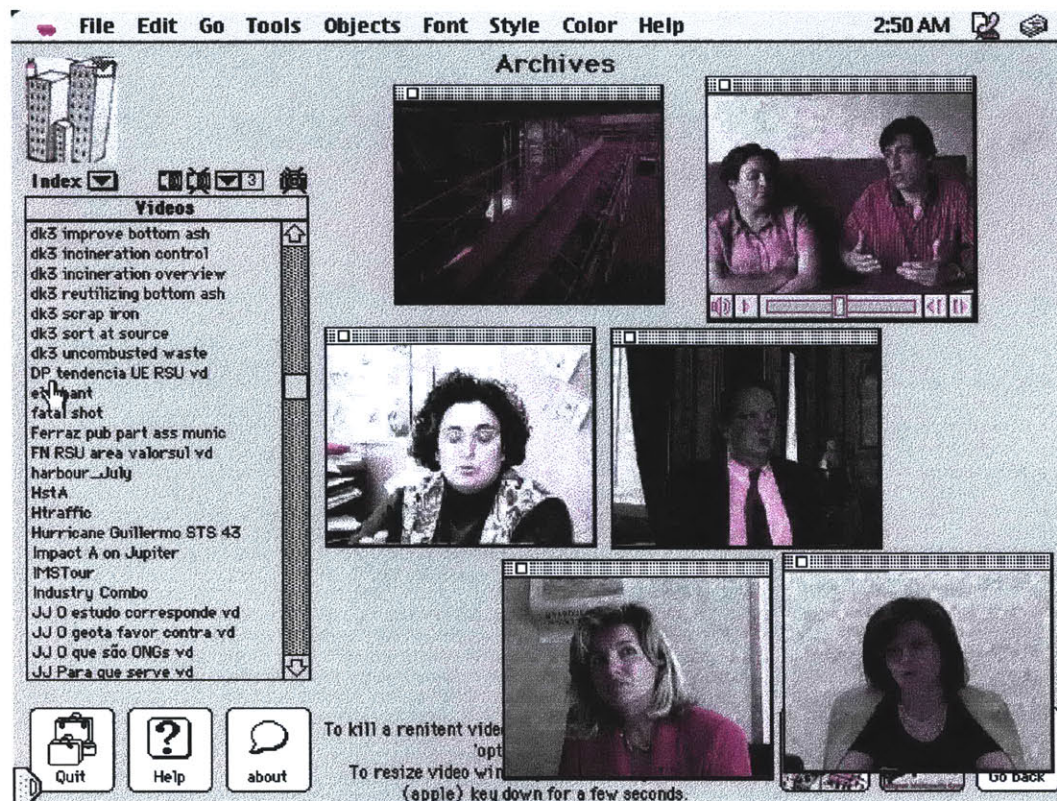 File Edit Go Tools Objects Font Style Color Help 2:50 AM
Archives
Index 3
Videos
dk3 improve bottom ash
dk3 incineration control
dk3 incineration overview
dk3 reutilizing bottom ash
dk3 scrap iron
dk3 sort at source
dk3 uncombusted waste
DP tendencia UE RSU vd
fatal shot
Ferraz pub part ass munic
FN RSU area valorsul vd
harbour_July
HstA
Htraffic
Hurricane Guillermo STS 43
Impact A on Jupiter
IMSTour
Industry Combo
JJ O estudo corresponde vd
JJ O geota favor contra vd
JJ O que são ONGs vd
JJ Para que serve vd
Quit
Help
about
To kill a renitent
'opt
To resize video win
(apple) key down for a few seconds.
Go back